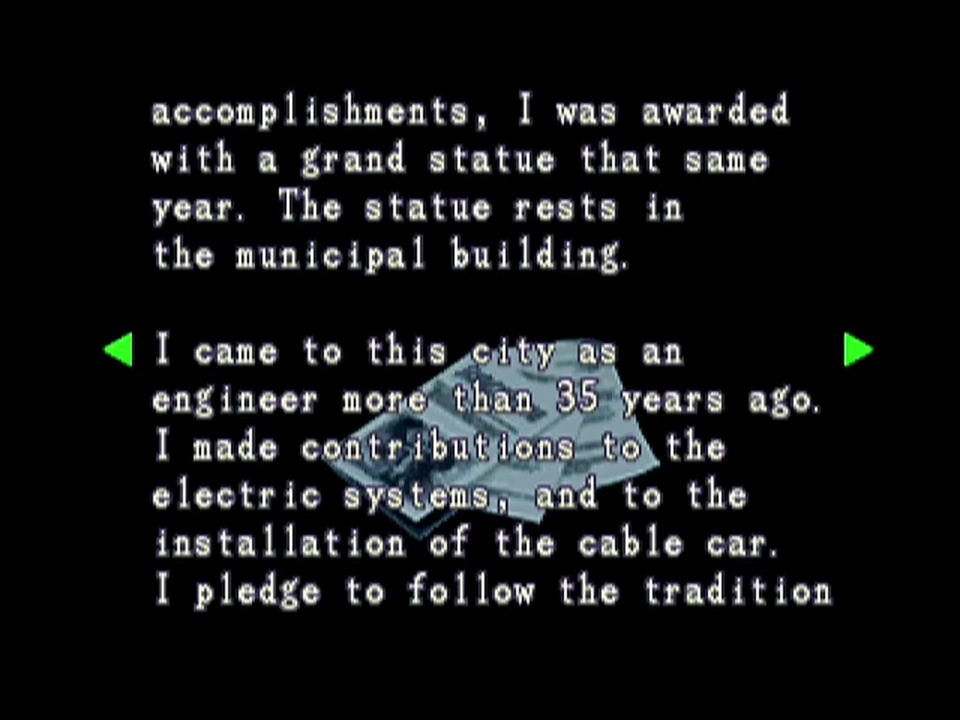 accomplishments, I was awarded
with a grand statue that same
year. The statue rests in
the municipal building.
I came to this city as an
engineer more than 35 years ago.
I made contributions to the
electric systems, and to the
installation of the cable car.
I pledge to follow the tradition